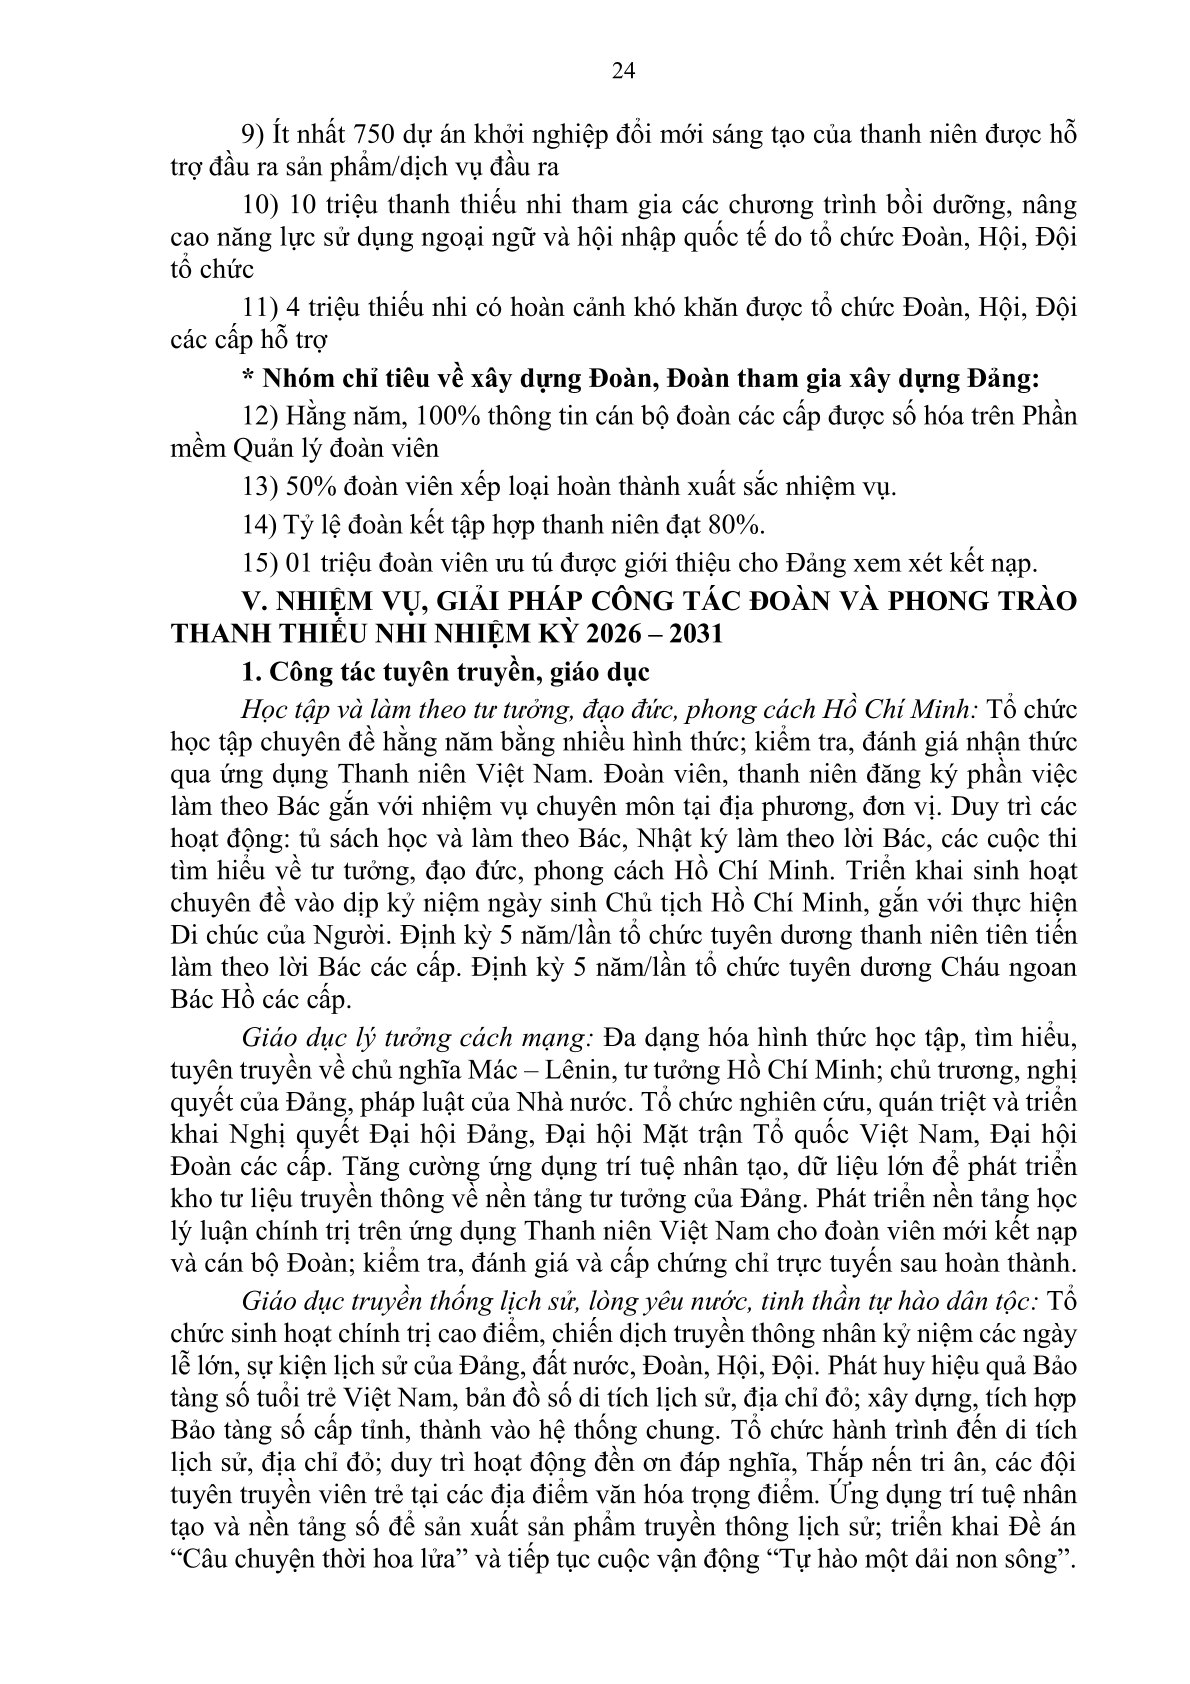 24
9) Ít nhất 750 dự án khởi nghiệp đổi mới sáng tạo của thanh niên được hỗ
trợ đầu ra sản phẩm/dịch vụ đầu ra
10) 10 triệu thanh thiếu nhi tham gia các chương trình bồi dưỡng, nâng
cao năng lực sử dụng ngoại ngữ và hội nhập quốc tế do tổ chức Đoàn, Hội, Đội
tổ chức
11) 4 triệu thiếu nhi có hoàn cảnh khó khăn được tổ chức Đoàn, Hội, Đội
các cấp hỗ trợ
* Nhóm chỉ tiêu về xây dựng Đoàn, Đoàn tham gia xây dựng Đảng:
12) Hằng năm, 100% thông tin cán bộ đoàn các cấp được số hóa trên Phần
mềm Quản lý đoàn viên
13) 50% đoàn viên xếp loại hoàn thành xuất sắc nhiệm vụ.
14) Tỷ lệ đoàn kết tập hợp thanh niên đạt 80%.
15) 01 triệu đoàn viên ưu tú được giới thiệu cho Đảng xem xét kết nạp.
V. NHIỆM VỤ, GIẢI PHÁP CÔNG TÁC ĐOÀN VÀ PHONG TRÀO
THANH THIẾU NHI NHIỆM KỲ 2026 – 2031
1. Công tác tuyên truyền, giáo dục
Học tập và làm theo tư tưởng, đạo đức, phong cách Hồ Chí Minh: Tổ chức
học tập chuyên đề hằng năm bằng nhiều hình thức; kiểm tra, đánh giá nhận thức
qua ứng dụng Thanh niên Việt Nam. Đoàn viên, thanh niên đăng ký phần việc
làm theo Bác gắn với nhiệm vụ chuyên môn tại địa phương, đơn vị. Duy trì các
hoạt động: tủ sách học và làm theo Bác, Nhật ký làm theo lời Bác, các cuộc thi
tìm hiểu về tư tưởng, đạo đức, phong cách Hồ Chí Minh. Triển khai sinh hoạt
chuyên đề vào dịp kỷ niệm ngày sinh Chủ tịch Hồ Chí Minh, gắn với thực hiện
Di chúc của Người. Định kỳ 5 năm/lần tổ chức tuyên dương thanh niên tiên tiến
làm theo lời Bác các cấp. Định kỳ 5 năm/lần tổ chức tuyên dương Cháu ngoan
Bác Hồ các cấp.
Giáo dục lý tưởng cách mạng: Đa dạng hóa hình thức học tập, tìm hiểu,
tuyên truyền về chủ nghĩa Mác – Lênin, tư tưởng Hồ Chí Minh; chủ trương, nghị
quyết của Đảng, pháp luật của Nhà nước. Tổ chức nghiên cứu, quán triệt và triển
khai Nghị quyết Đại hội Đảng, Đại hội Mặt trận Tổ quốc Việt Nam, Đại hội
Đoàn các cấp. Tăng cường ứng dụng trí tuệ nhân tạo, dữ liệu lớn để phát triển
kho tư liệu truyền thông về nền tảng tư tưởng của Đảng. Phát triển nền tảng học
lý luận chính trị trên ứng dụng Thanh niên Việt Nam cho đoàn viên mới kết nạp
và cán bộ Đoàn; kiểm tra, đánh giá và cấp chứng chỉ trực tuyến sau hoàn thành.
Giáo dục truyền thống lịch sử, lòng yêu nước, tinh thần tự hào dân tộc: Tổ
chức sinh hoạt chính trị cao điểm, chiến dịch truyền thông nhân kỷ niệm các ngày
lễ lớn, sự kiện lịch sử của Đảng, đất nước, Đoàn, Hội, Đội. Phát huy hiệu quả Bảo
tàng số tuổi trẻ Việt Nam, bản đồ số di tích lịch sử, địa chỉ đỏ; xây dựng, tích hợp
Bảo tàng số cấp tỉnh, thành vào hệ thống chung. Tổ chức hành trình đến di tích
lịch sử, địa chỉ đỏ; duy trì hoạt động đền ơn đáp nghĩa, Thắp nến tri ân, các đội
tuyên truyền viên trẻ tại các địa điểm văn hóa trọng điểm. Ứng dụng trí tuệ nhân
tạo và nền tảng số để sản xuất sản phẩm truyền thông lịch sử; triển khai Đề án
“Câu chuyện thời hoa lửa” và tiếp tục cuộc vận động “Tự hào một dải non sông”.